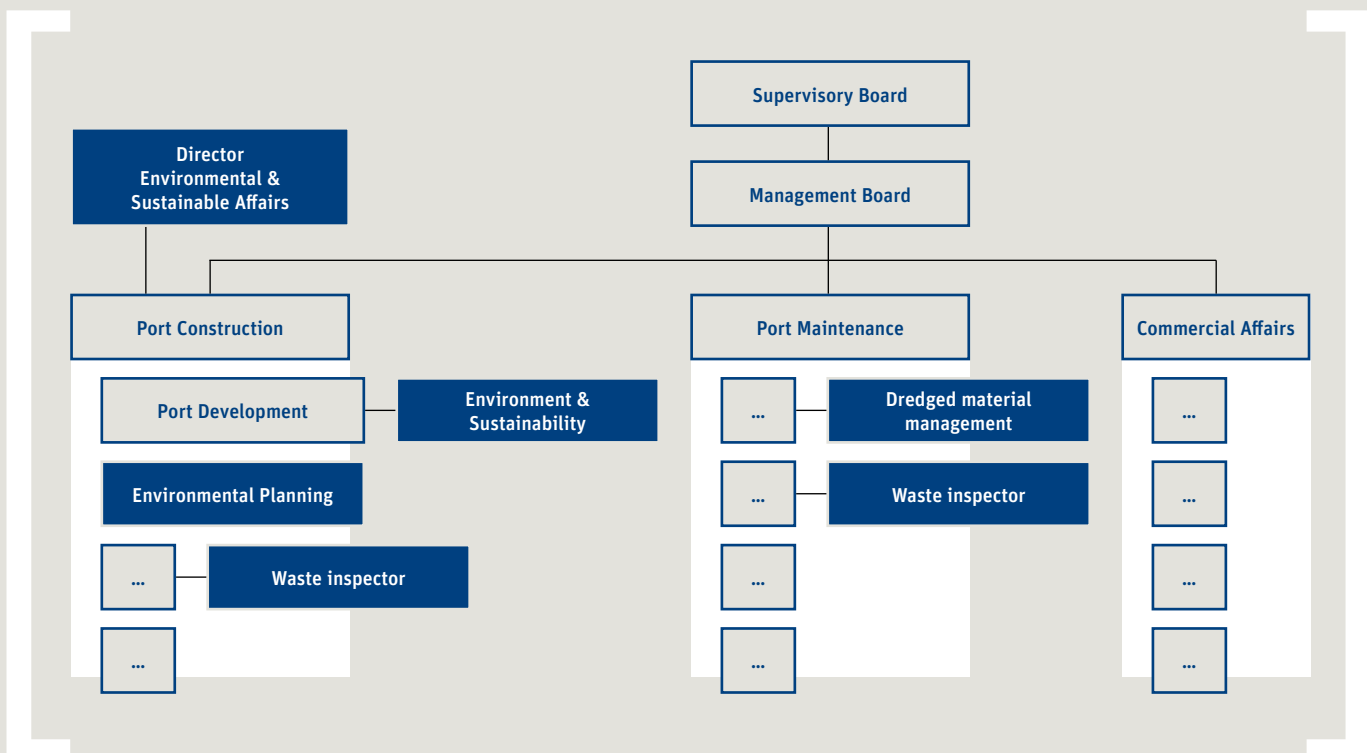 Supervisory Board
Director
Environmental &
Sustainable Affairs
Management Board
Port Construction
Port Maintenance
Commercial Affairs
Port Development
Environment &
Sustainability
...
Dredged material
management
...
Environmental Planning
...
Waste inspector
...
...
Waste inspector
...
...
...
...
...